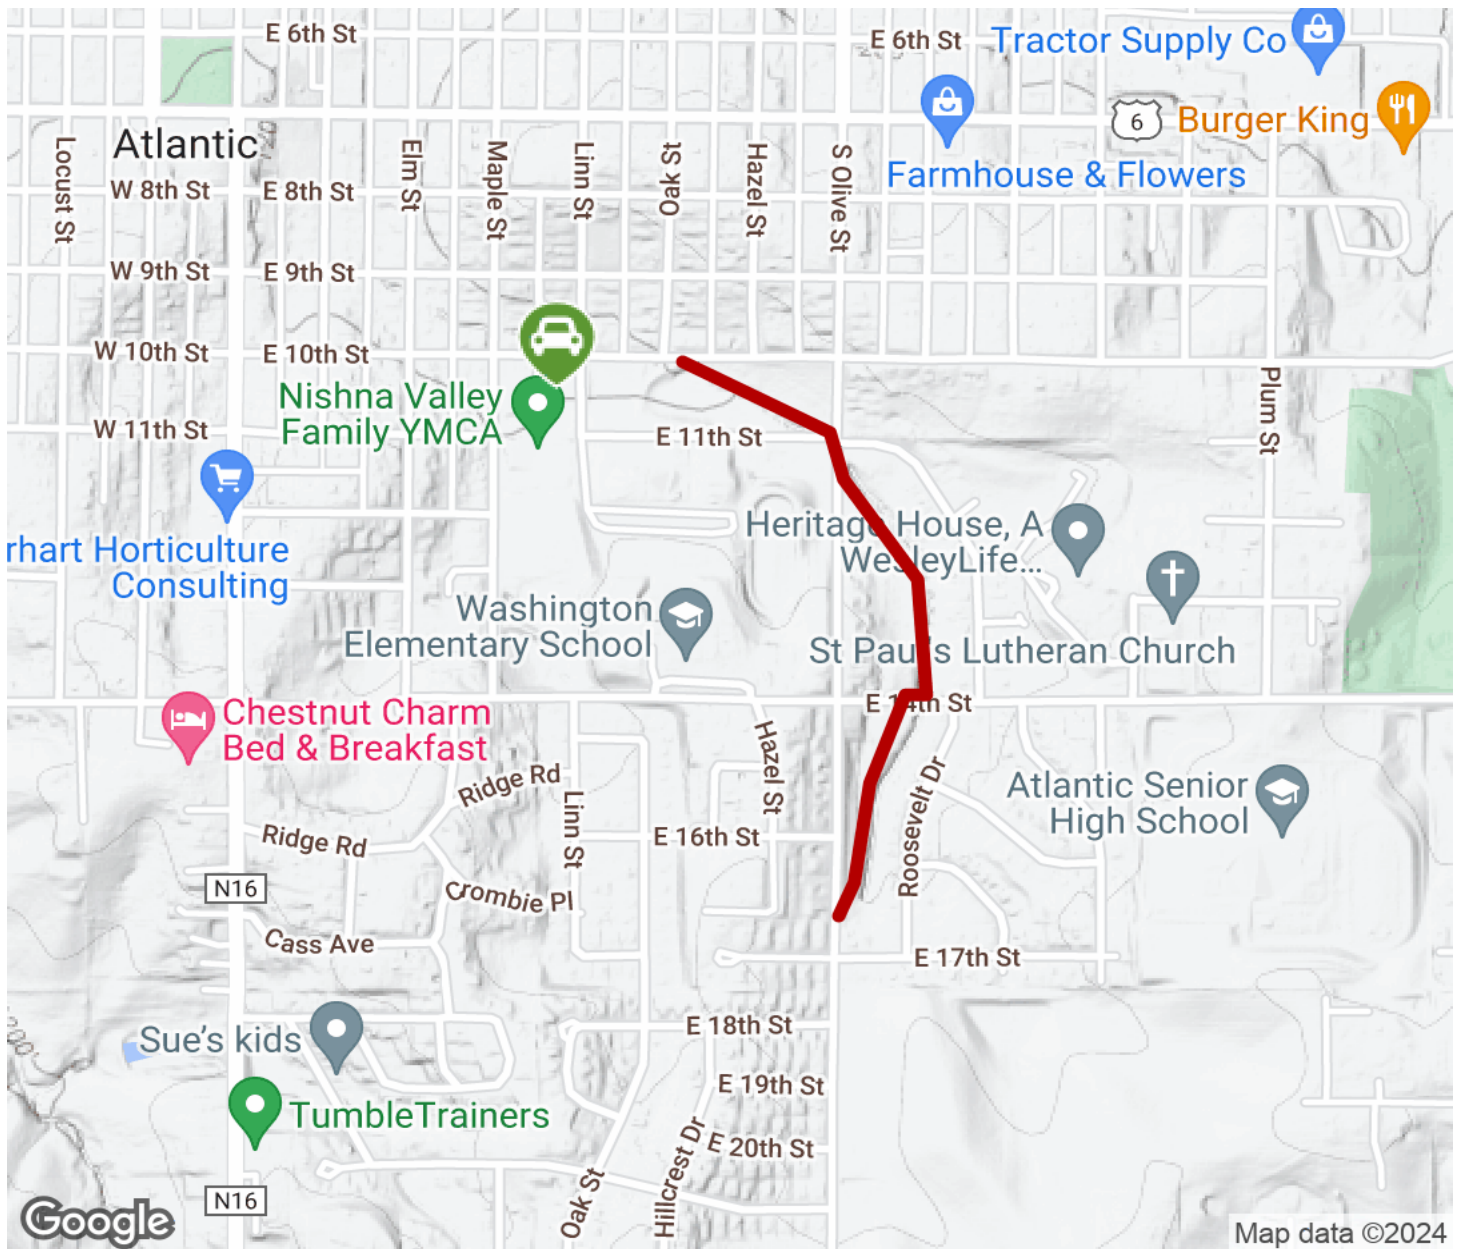 E 6th St
E 6th St
Tractor Supply Co
6
Burger King
Farmhouse & Flowers
Atlantic
Locust St
Elm St
Maple St
Linn St
Oak St
Hazel St
S Olive St
W 8th St
E 8th St
W 9th St
E 9th St
W 10th St
E 10th St
Nishna Valley
Family YMCA
W 11th St
E 11th St
Plum St
rhart Horticulture
Consulting
Heritage House, A
WesleyLife...
Washington
Elementary School
St Paul's Lutheran Church
E 14th St
Chestnut Charm
Bed & Breakfast
Hazel St
Ridge Rd
Linn St
Roosevelt Dr
Atlantic Senior
High School
Ridge Rd
E 16th St
N16
Crombie Pl
Cass Ave
E 17th St
Sue's kids
E 18th St
E 19th St
TumbleTrainers
E 20th St
Oak St
Hillcrest Dr
N16
Google
Map data ©2024